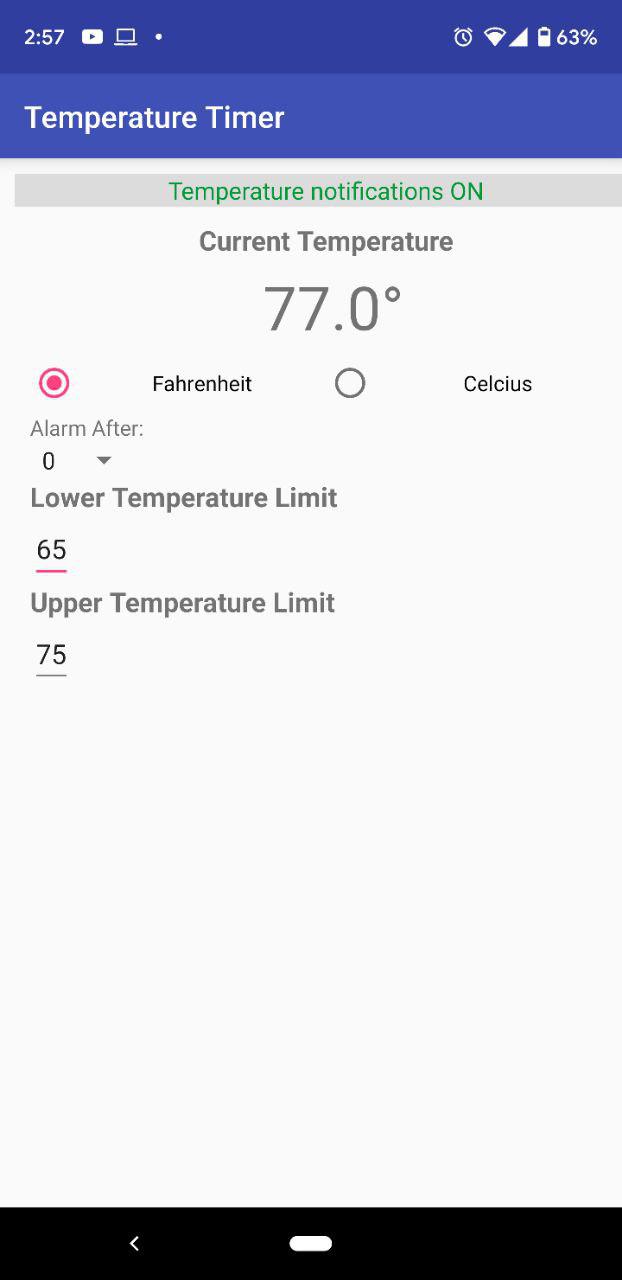 2:57 63%
Temperature Timer
Temperature notifications ON
Current Temperature
77.0°
Fahrenheit Celcius
Alarm After:
0
Lower Temperature Limit
65
Upper Temperature Limit
75